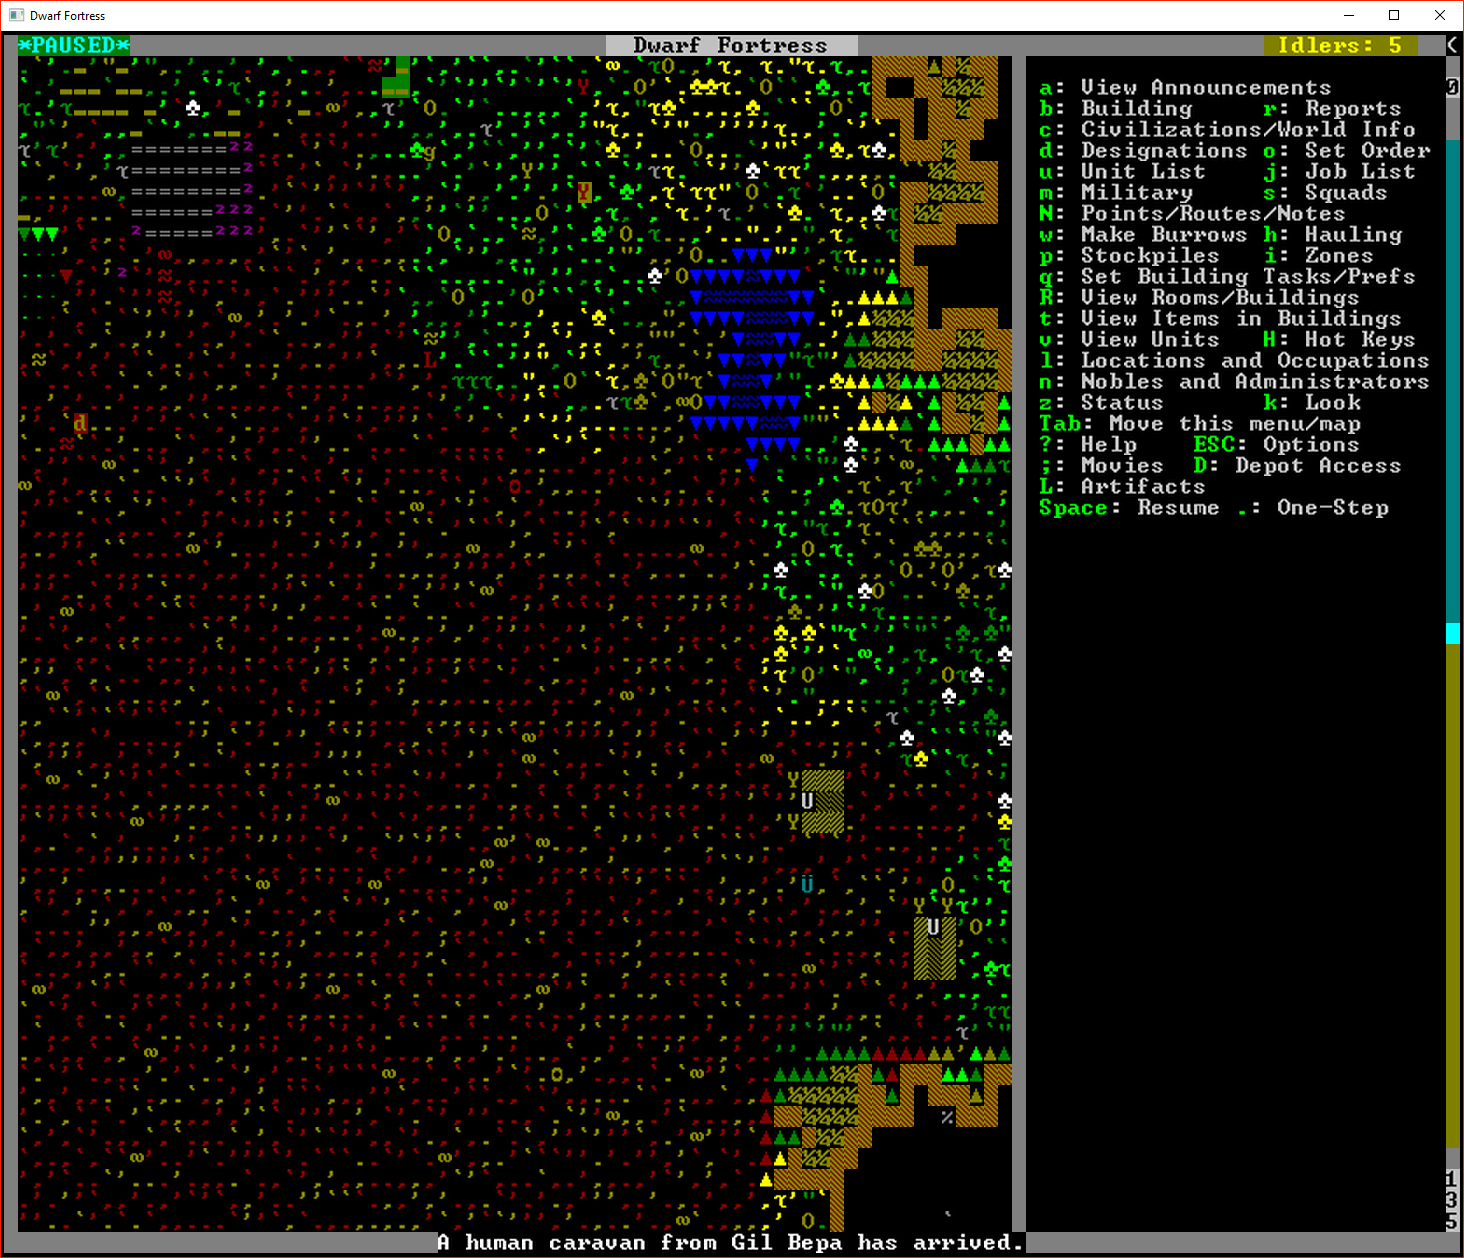 Dwarf Fortress
*PAUSED* Dwarf Fortress Idlers: 5
a: View Announcements
b: Building r: Reports
c: Civilizations/World Info
d: Designations o: Set Order
u: Unit List j: Job List
m: Military s: Squads
N: Points/Routes/Notes
w: Make Burrows h: Hauling
p: Stockpiles i: Zones
q: Set Building Tasks/Prefs
R: View Rooms/Buildings
t: View Items in Buildings
v: View Units H: Hot Keys
l: Locations and Occupations
n: Nobles and Administrators
z: Status k: Look
Tab: Move this menu/map
?: Help ESC: Options
;: Movies D: Depot Access
L: Artifacts
Space: Resume .: One-Step
0
135
A human caravan from Gil Bepa has arrived.